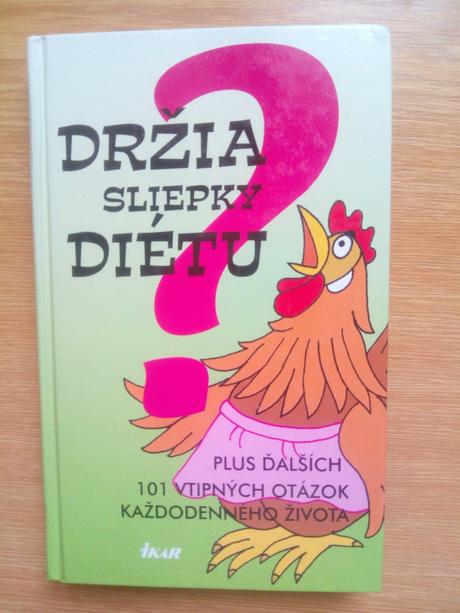 DRŽIA
SLIEPKY
DIÉTU
?
PLUS ĎALŠÍCH
101 VTIPNÝCH OTÁZOK
KAŽDODENNÉHO ŽIVOTA
IKAR